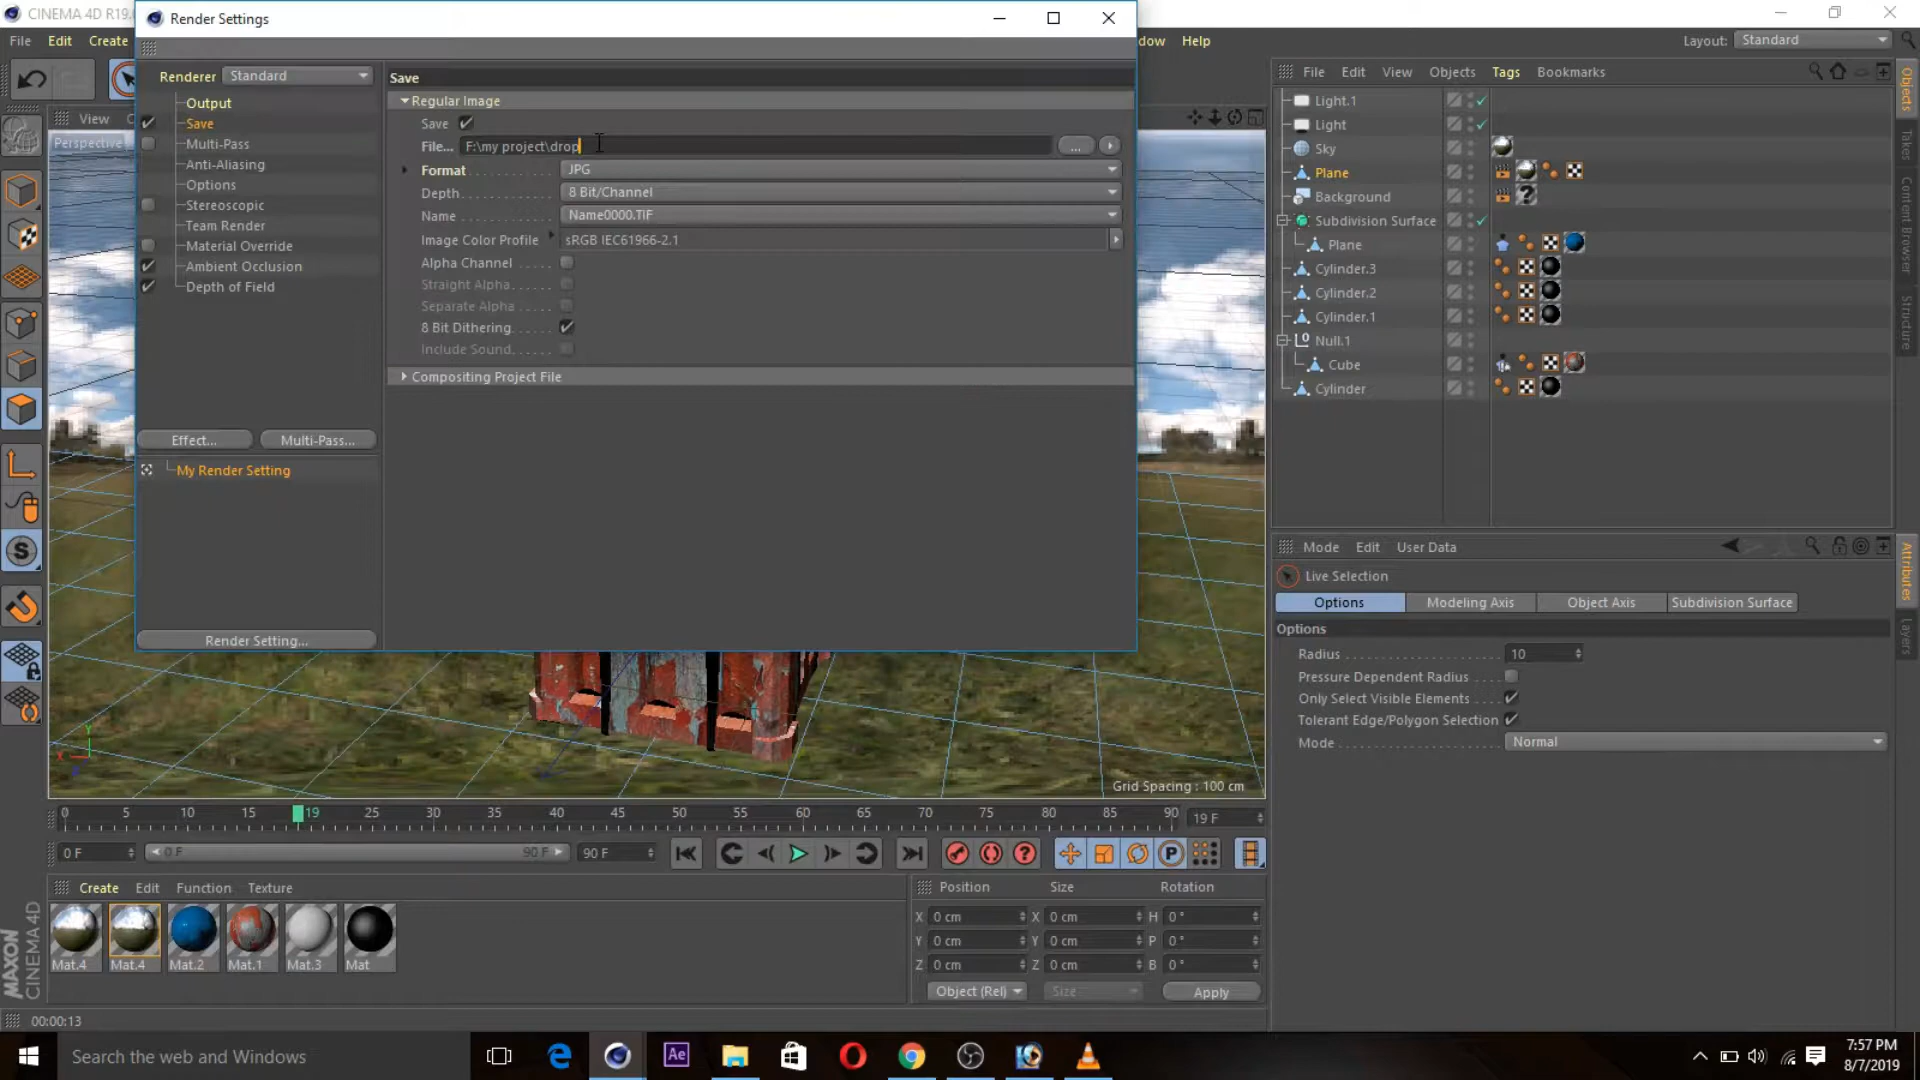 CINEMA 4D R19.
Render Settings
File Edit Create
dow Help
Layout: Standard
Renderer Standard
Output
Save
Multi-Pass
Anti-Aliasing
Options
Stereoscopic
Team Render
Material Override
Ambient Occlusion
Depth of Field
Effect... Multi-Pass...
My Render Setting
Render Setting...
Save
Regular Image
Save
File... F:\my project\drop
Format JPG
Depth 8 Bit/Channel
Name Name0000.TIF
Image Color Profile sRGB IEC61966-2.1
Alpha Channel
Straight Alpha
Separate Alpha
8 Bit Dithering
Include Sound
Compositing Project File
View
Perspective
Grid Spacing : 100 cm
File Edit View Objects Tags Bookmarks
Light.1
Light
Sky
Plane
Background
Subdivision Surface
Plane
Cylinder.3
Cylinder.2
Cylinder.1
Null.1
Cube
Cylinder
Objects
Takes
Content Browser
Structure
Mode Edit User Data
Live Selection
Options Modeling Axis Object Axis Subdivision Surface
Options
Radius 10
Pressure Dependent Radius
Only Select Visible Elements
Tolerant Edge/Polygon Selection
Mode Normal
Attributes
Layers
0 5 10 15 19 25 30 35 40 45 50 55 60 65 70 75 80 85 90 19 F
0 F 0 F 90 F 90 F
Create Edit Function Texture
Mat.4 Mat.4 Mat.2 Mat.1 Mat.3 Mat
MAXON
CINEMA 4D
Position Size Rotation
X 0 cm X 0 cm H 0 °
Y 0 cm Y 0 cm P 0 °
Z 0 cm Z 0 cm B 0 °
Object (Rel) Size Apply
00:00:13
Search the web and Windows
Ae
7:57 PM
8/7/2019